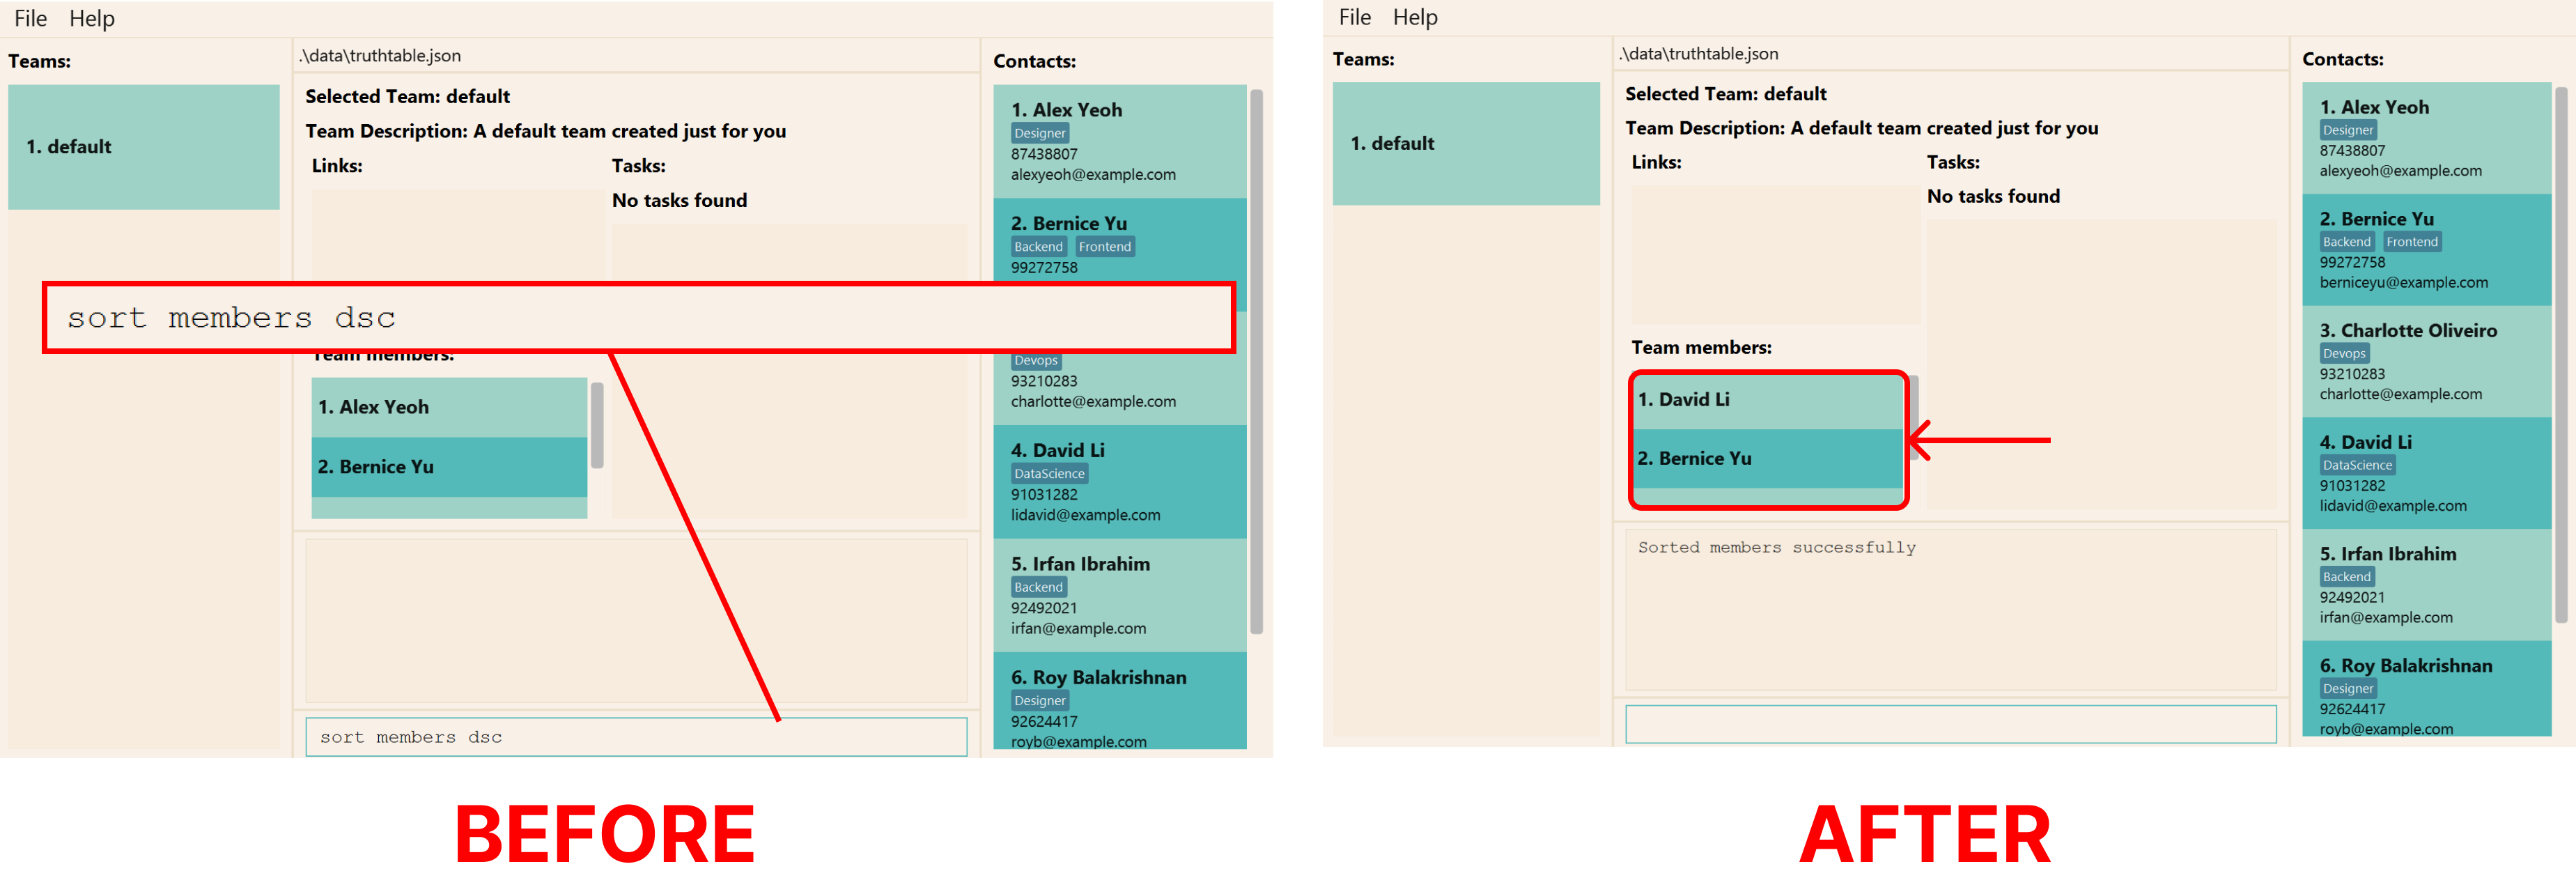 File Help
Teams:
1. default
.\data\truthtable.json
Selected Team: default
Team Description: A default team created just for you
Links:
Tasks:
No tasks found
sort members dsc
Team members:
1. Alex Yeoh
2. Bernice Yu
sort members dsc
Contacts:
1. Alex Yeoh
Designer
87438807
alexyeoh@example.com
2. Bernice Yu
Backend Frontend
99272758
Devops
93210283
charlotte@example.com
4. David Li
DataScience
91031282
lidavid@example.com
5. Irfan Ibrahim
Backend
92492021
irfan@example.com
6. Roy Balakrishnan
Designer
92624417
royb@example.com
BEFORE
File Help
Teams:
1. default
.\data\truthtable.json
Selected Team: default
Team Description: A default team created just for you
Links:
Tasks:
No tasks found
Team members:
1. David Li
2. Bernice Yu
Sorted members successfully
Contacts:
1. Alex Yeoh
Designer
87438807
alexyeoh@example.com
2. Bernice Yu
Backend Frontend
99272758
berniceyu@example.com
3. Charlotte Oliveiro
Devops
93210283
charlotte@example.com
4. David Li
DataScience
91031282
lidavid@example.com
5. Irfan Ibrahim
Backend
92492021
irfan@example.com
6. Roy Balakrishnan
Designer
92624417
royb@example.com
AFTER